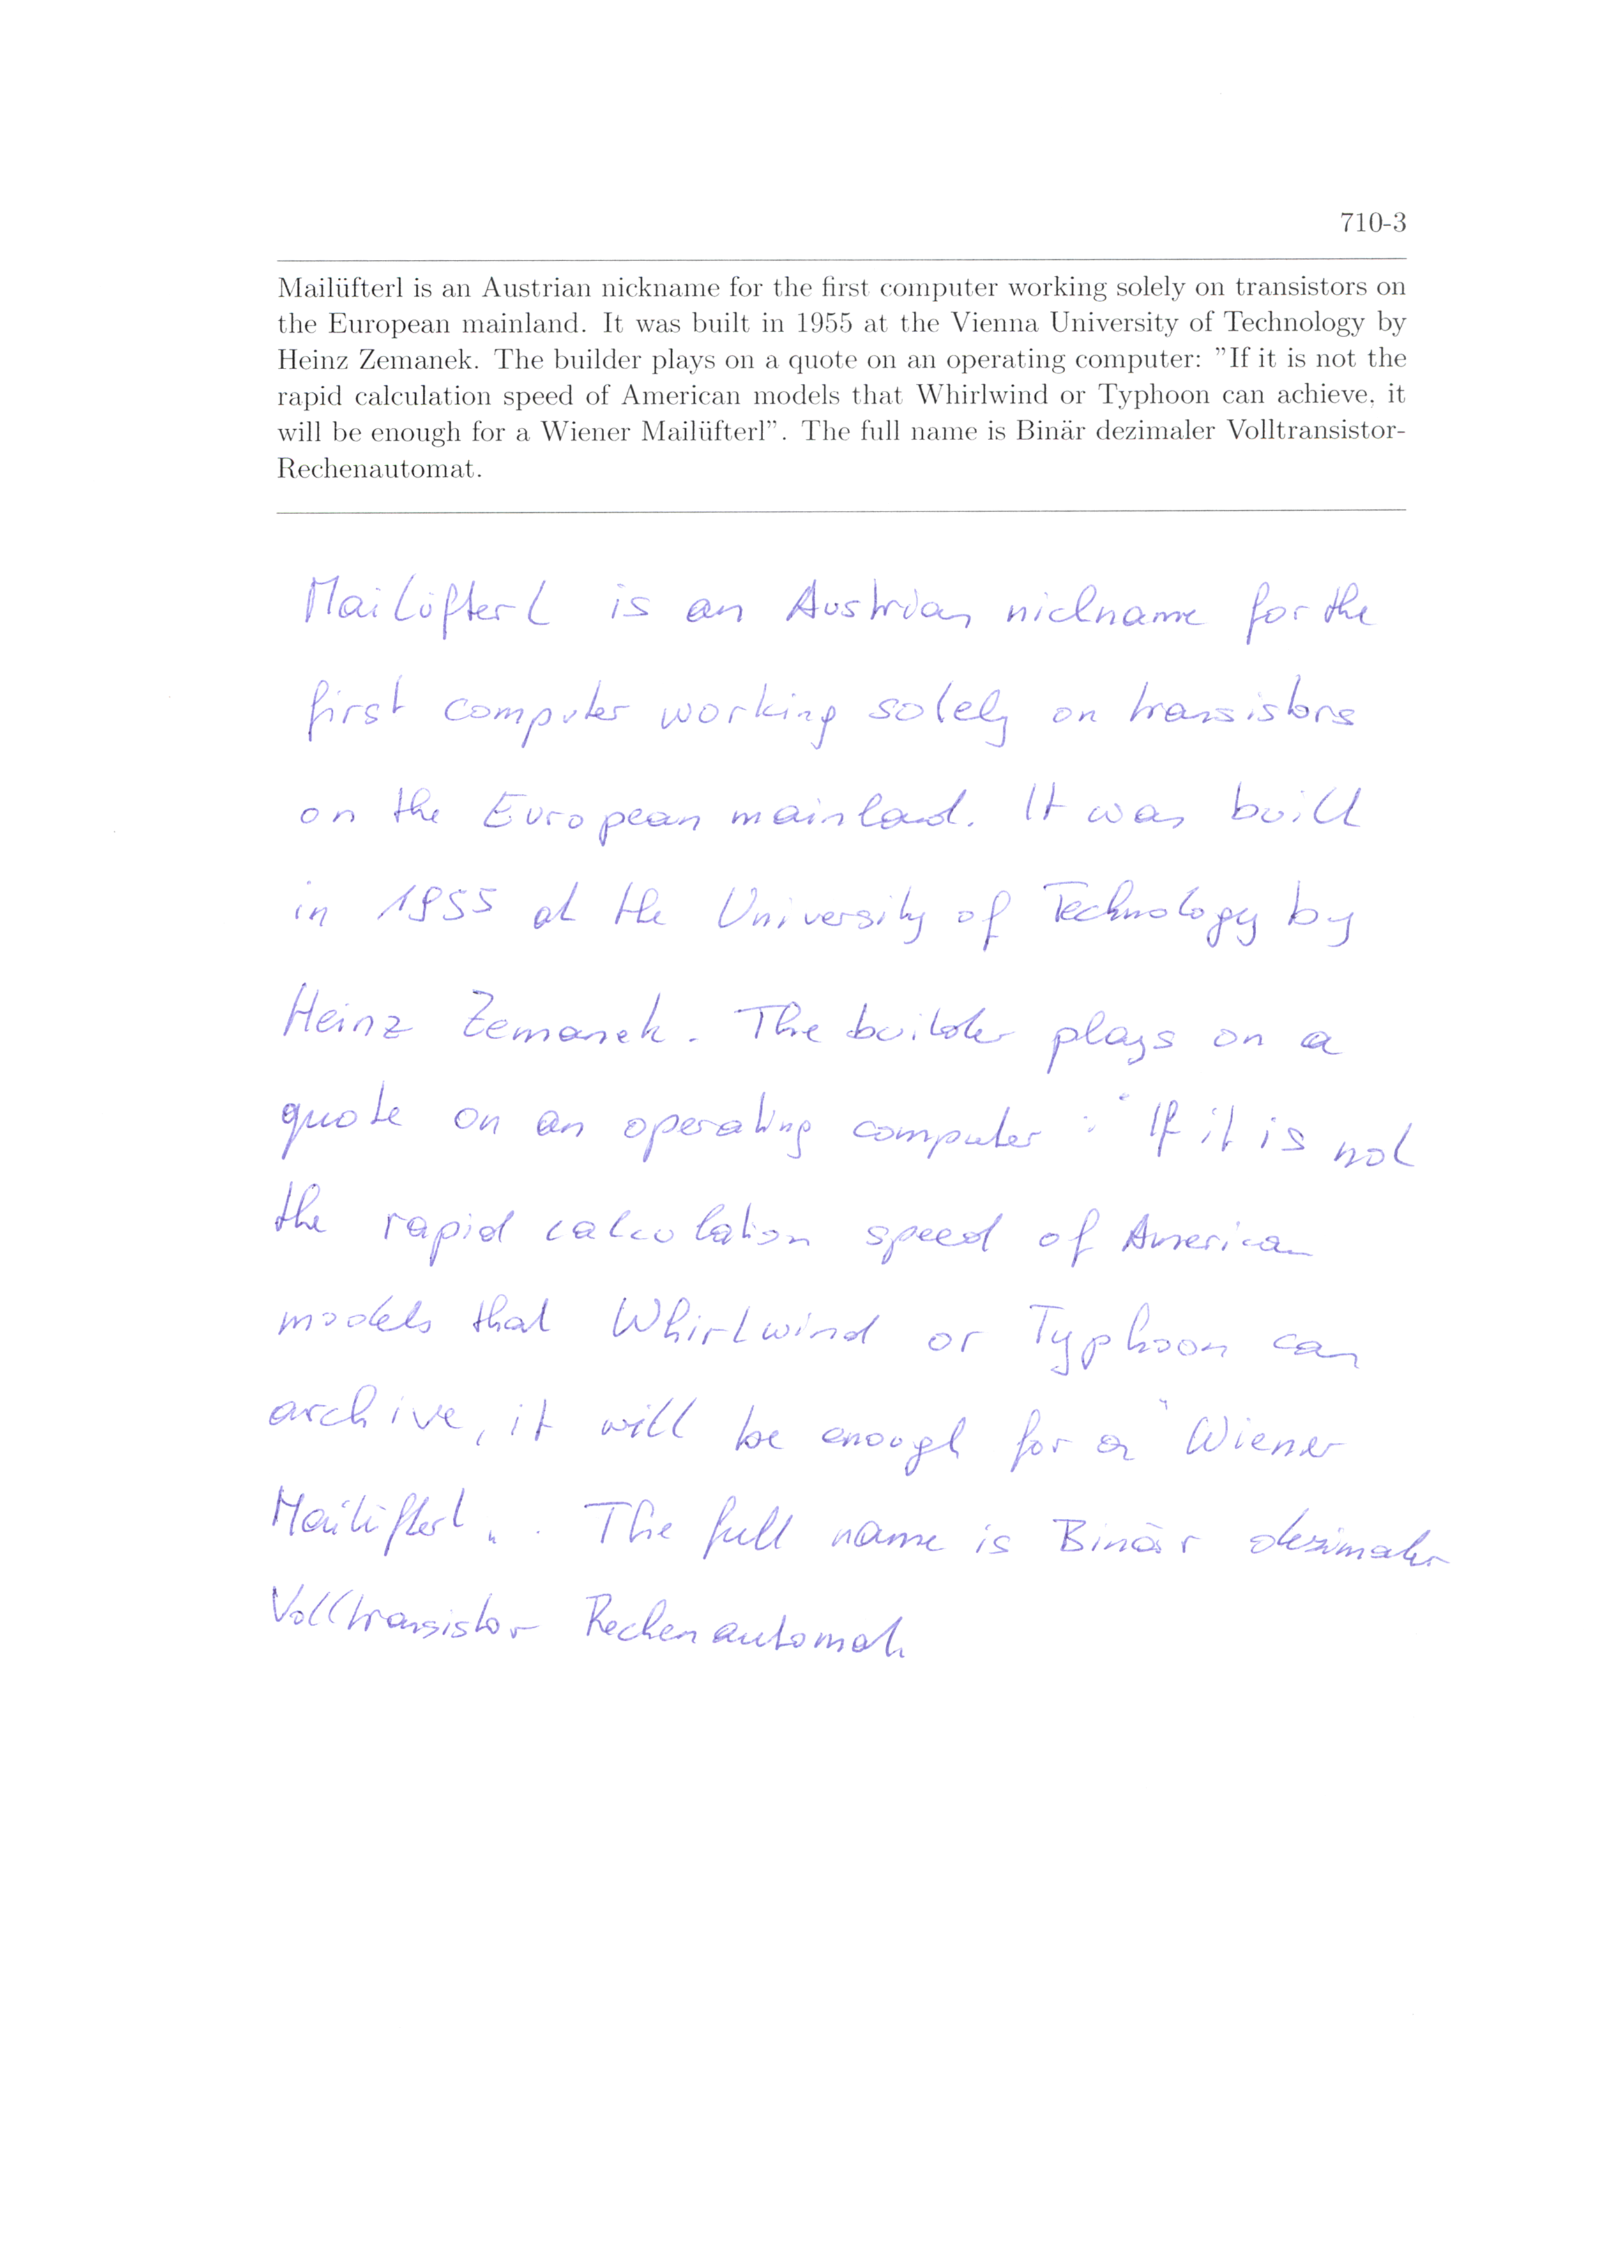 710-3
Mailüfterl is an Austrian nickname for the first computer working solely on transistors on
the European mainland. It was built in 1955 at the Vienna University of Technology by
Heinz Zemanek. The builder plays on a quote on an operating computer: ”If it is not the
rapid calculation speed of American models that Whirlwind or Typhoon can achieve, it
will be enough for a Wiener Mailüfterl”. The full name is Binär dezimaler Volltransistor-
Rechenautomat.
Mailüfterl is an Austrian nickname for the
first computer working solely on transistors
on the European mainland. It was built
in 1955 at the University of Technology by
Heinz Zemanek. The builder plays on a
quote on an operating computer : "If it is not
the rapid calculation speed of American
models that Whirlwind or Typhoon can
archive, it will be enough for a "Wiener
Mailüfterl". The full name is Binär dezimaler
Volltransistor Rechenautomat.